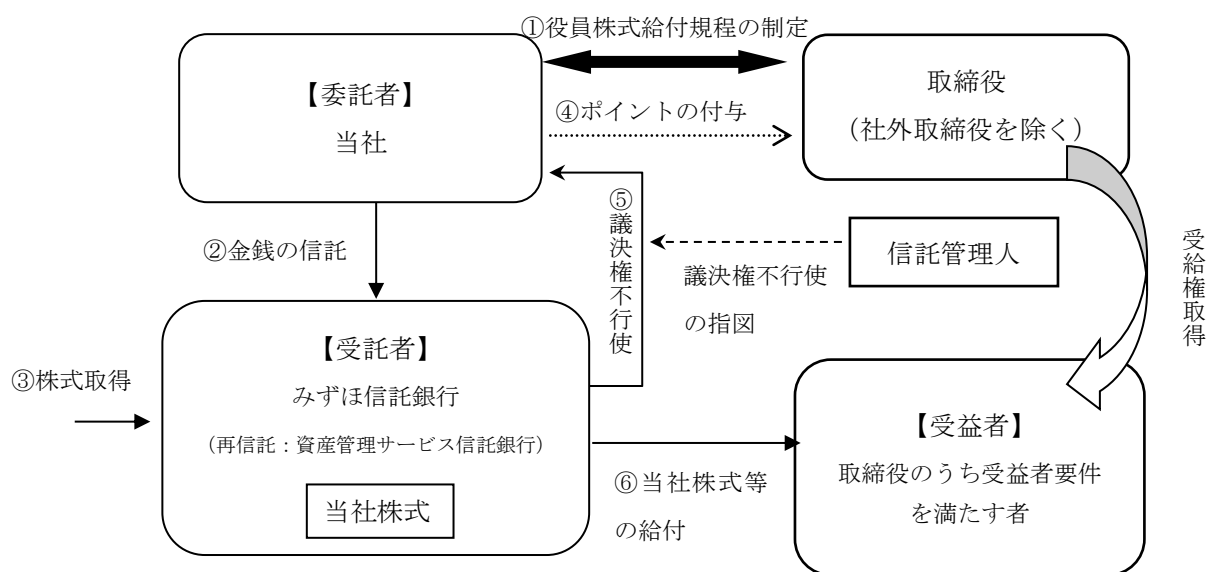 ①役員株式給付規程の制定
【委託者】
当社
④ポイントの付与
取締役
（社外取締役を除く）
②金銭の信託
⑤議決権不行使
議決権不行使
の指図
信託管理人
受給権取得
③株式取得
【受託者】
みずほ信託銀行
（再信託：資産管理サービス信託銀行）
当社株式
⑥当社株式等
の給付
【受益者】
取締役のうち受益者要件
を満たす者